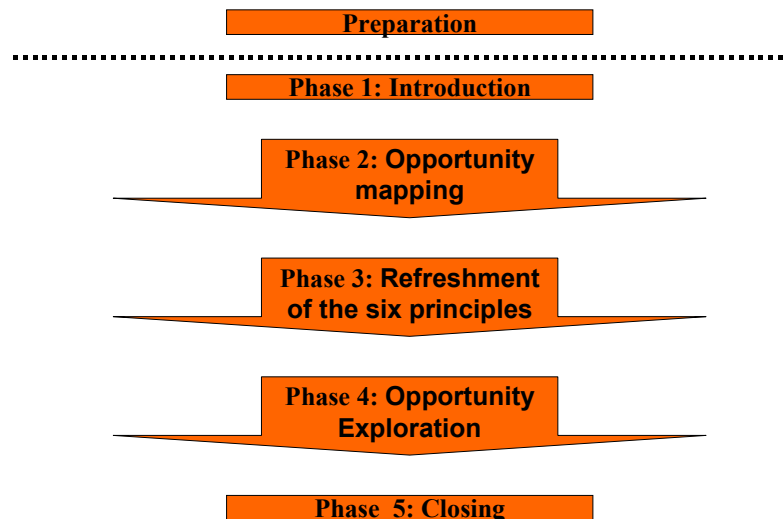 Preparation
Phase 1: Introduction
Phase 2: Opportunity
mapping
Phase 3: Refreshment
of the six principles
Phase 4: Opportunity
Exploration
Phase  5: Closing